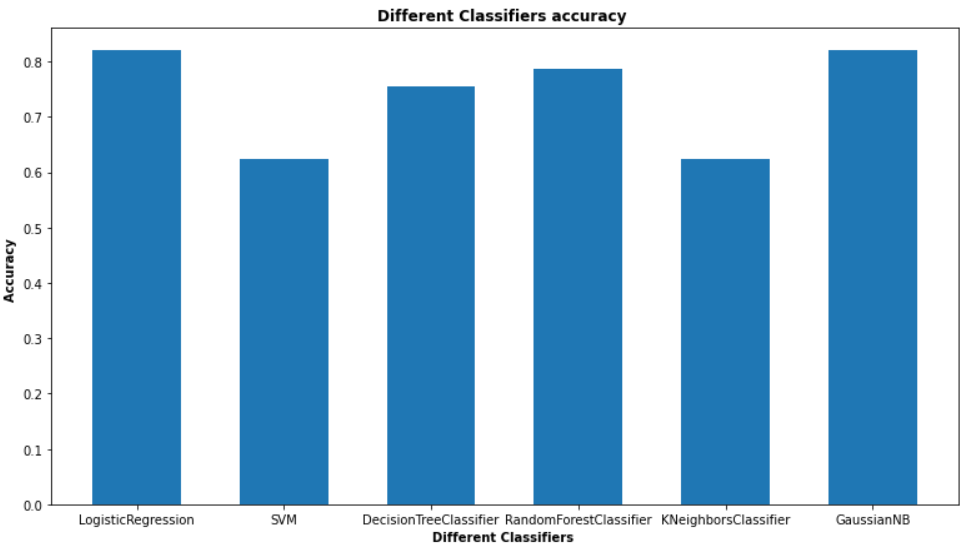 Different Classifiers accuracy
0.8
0.7
0.6
0.5
0.4
0.3
0.2
0.1
0.0
Accuracy
LogisticRegression SVM DecisionTreeClassifier RandomForestClassifier KNeighborsClassifier GaussianNB
Different Classifiers